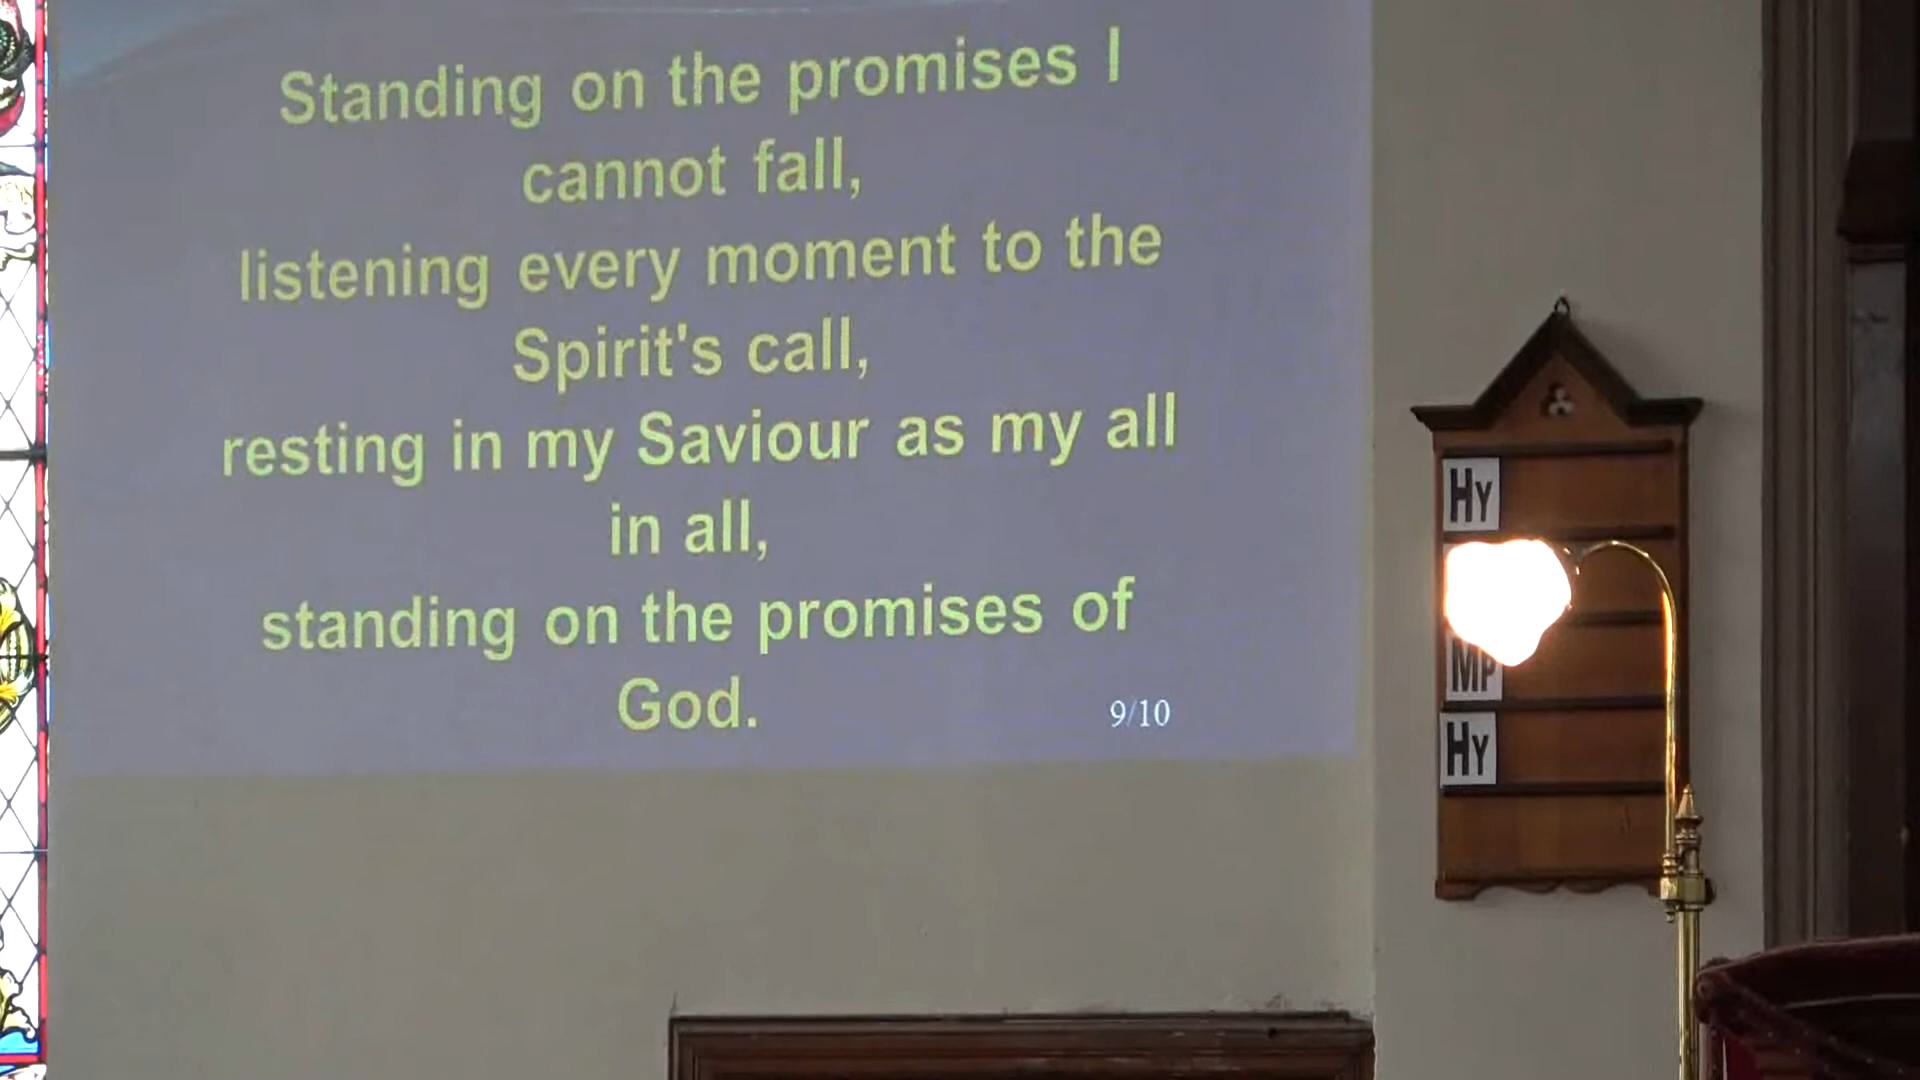 Standing on the promises I
cannot fall,
listening every moment to the
Spirit's call,
resting in my Saviour as my all
in all,
standing on the promises of
God.
9/10
HY
MP
HY